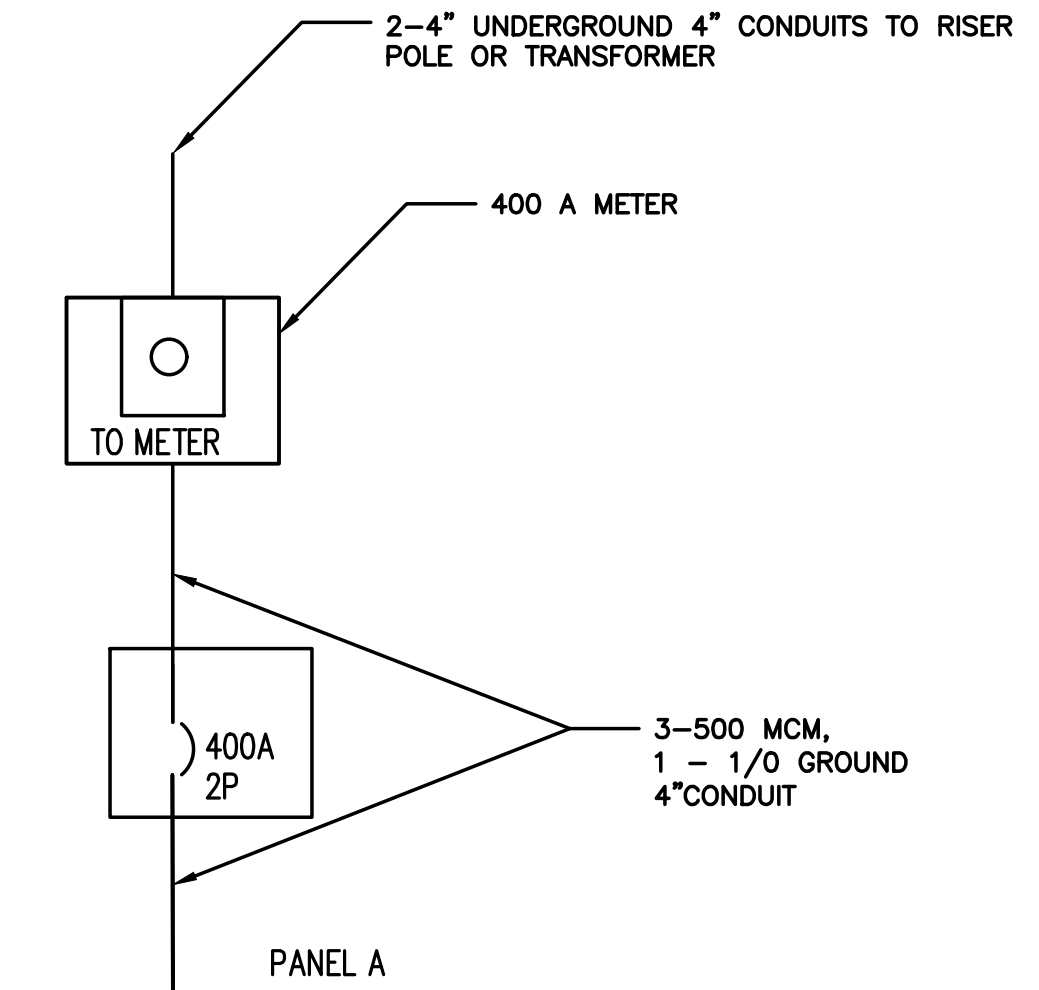 2-4" UNDERGROUND 4" CONDUITS TO RISER
POLE OR TRANSFORMER
400 A METER
TO METER
400A
2P
3-500 MCM,
1 - 1/0 GROUND
4"CONDUIT
PANEL A